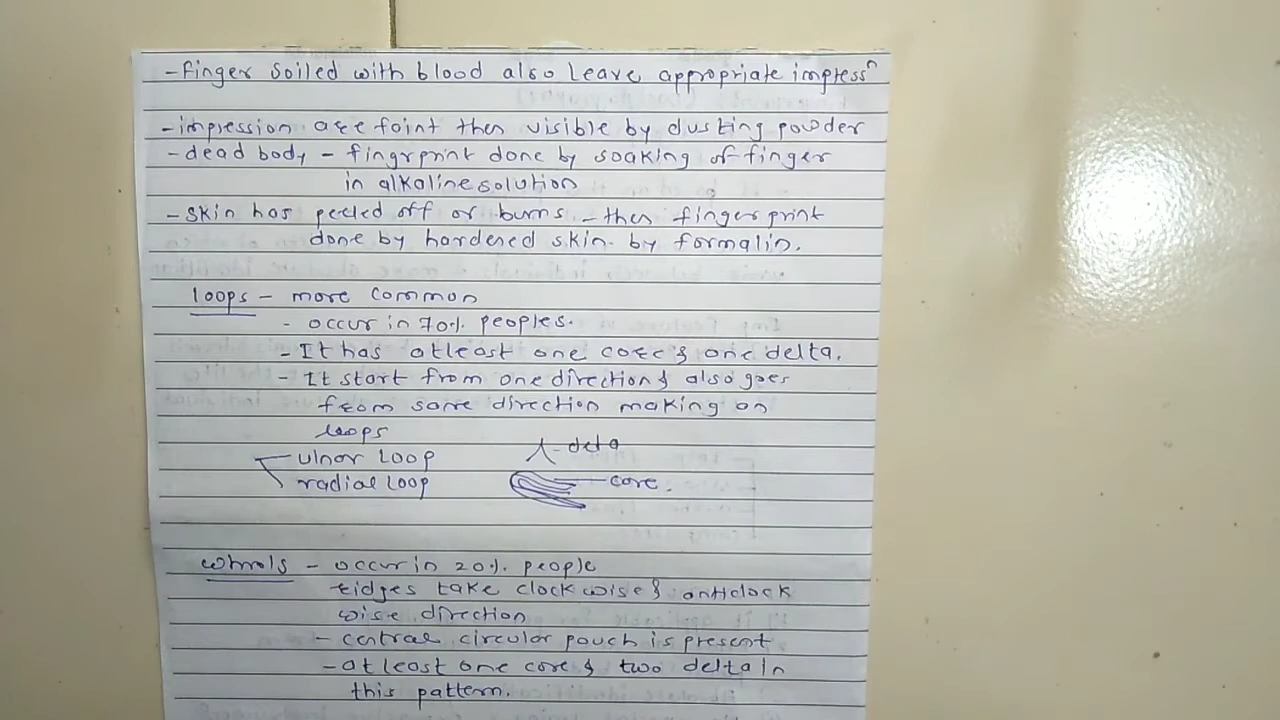 - Finger soiled with blood also leave appropriate impressⁿ
- impression are faint then visible by dusting powder
- dead body - fingrprint done by soaking of finger
in alkaline solution
- Skin has peeled off or burns - then fingerprint
done by hardened skin by formalin.
loops - more common
- occur in 70% peoples.
- It has atleast one core & one delta.
- It start from one direction & also goes
from same direction making an
loops
ulnar loop
radial loop
delta
core
whrols - occur in 20% people
ridges take clockwise & anticlock
wise direction
- central circular pouch is present
- atleast one core & two delta in
this pattern.